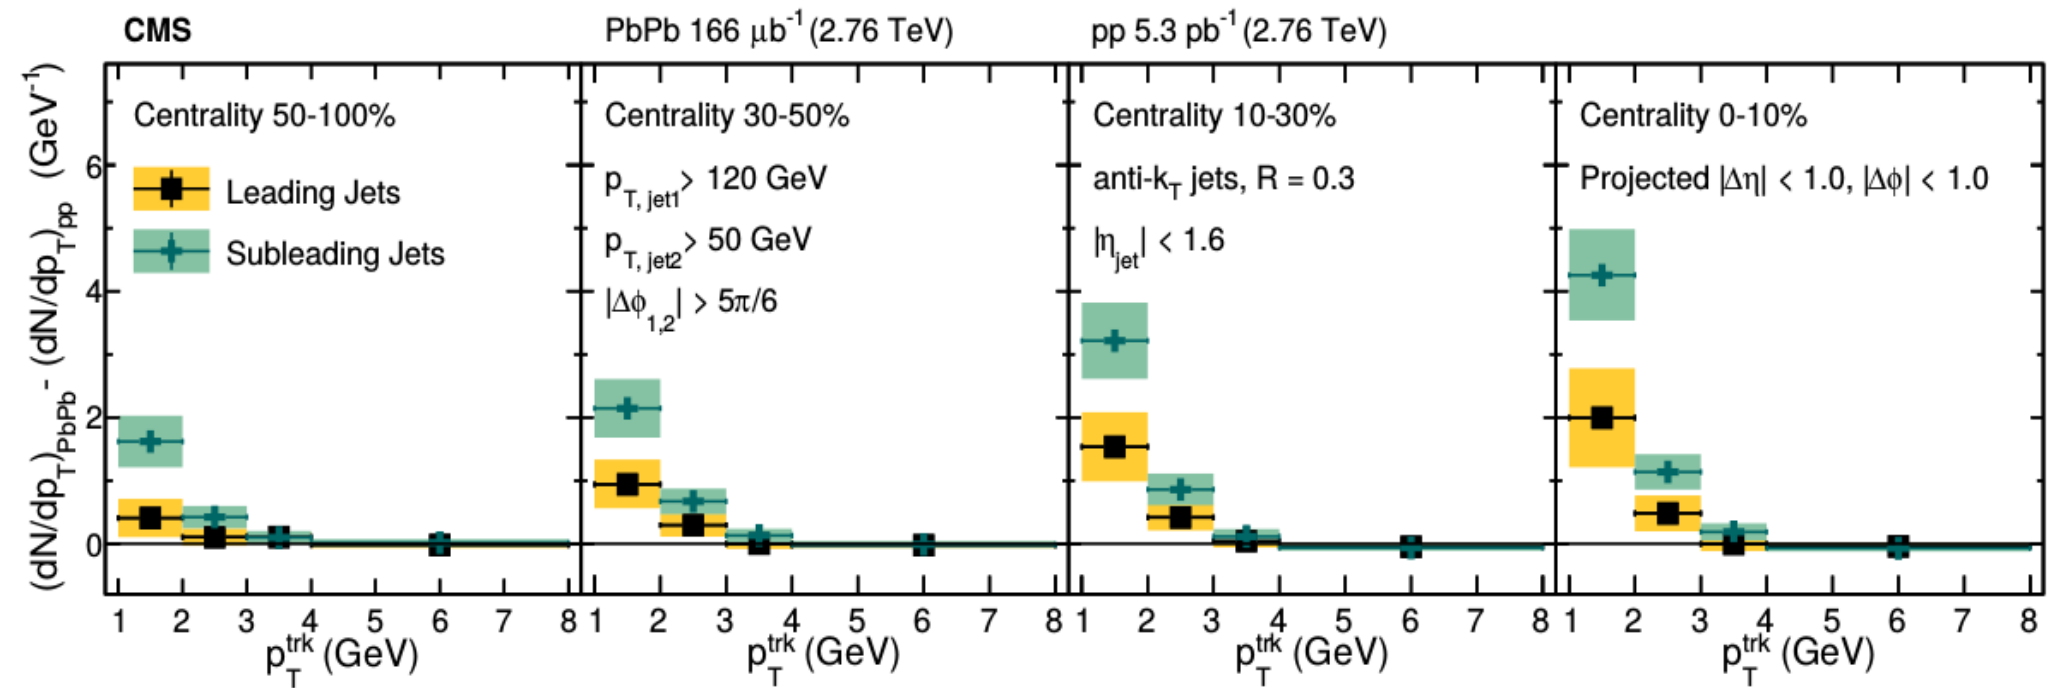 CMS
PbPb 166 μb⁻¹ (2.76 TeV)
pp 5.3 pb⁻¹ (2.76 TeV)
(dN/dp_T)_PbPb - (dN/dp_T)_pp (GeV⁻¹)
6
4
2
0
Centrality 50-100%
Leading Jets
Subleading Jets
Centrality 30-50%
p_T, jet1 > 120 GeV
p_T, jet2 > 50 GeV
|Δϕ_1,2| > 5π/6
Centrality 10-30%
anti-k_T jets, R = 0.3
|η_jet| < 1.6
Centrality 0-10%
Projected |Δη| < 1.0, |Δϕ| < 1.0
1 2 3 4 5 6 7 8
1 2 3 4 5 6 7 8
1 2 3 4 5 6 7 8
1 2 3 4 5 6 7 8
p_T^trk (GeV)
p_T^trk (GeV)
p_T^trk (GeV)
p_T^trk (GeV)